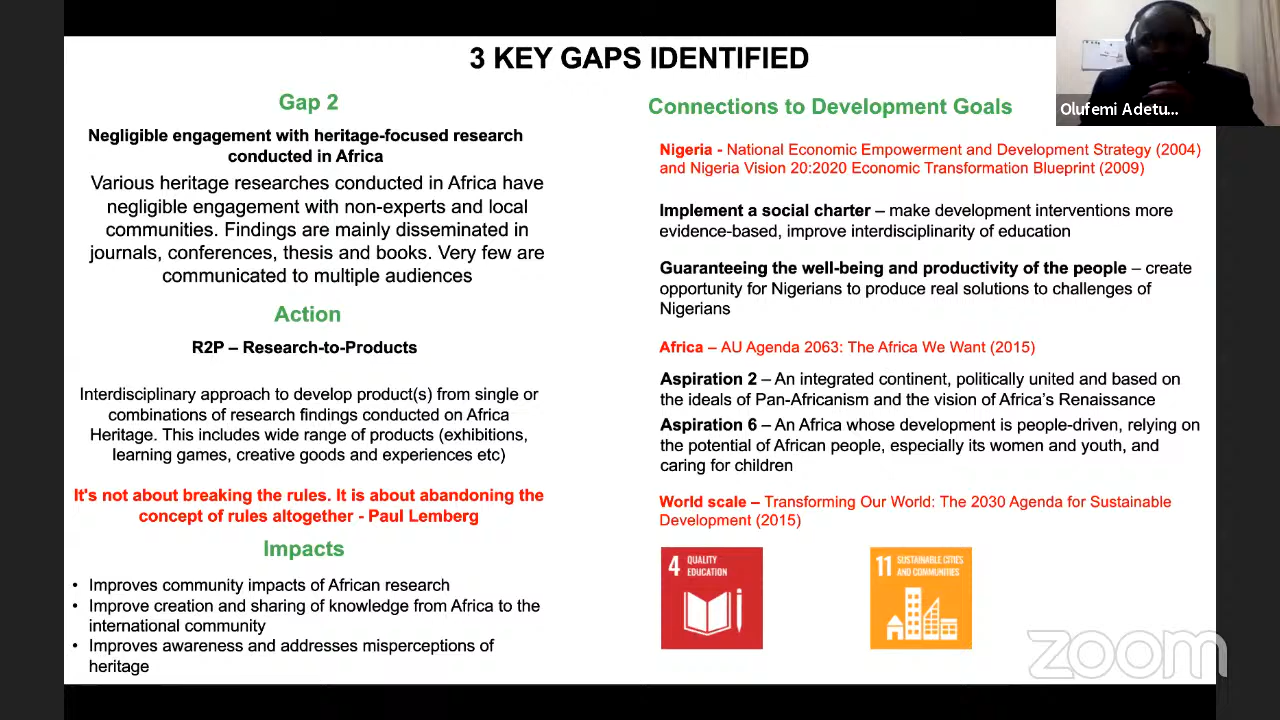 3 KEY GAPS IDENTIFIED
Gap 2
Negligible engagement with heritage-focused research
conducted in Africa
Various heritage researches conducted in Africa have
negligible engagement with non-experts and local
communities. Findings are mainly disseminated in
journals, conferences, thesis and books. Very few are
communicated to multiple audiences
Action
R2P – Research-to-Products
Interdisciplinary approach to develop product(s) from single or
combinations of research findings conducted on Africa
Heritage. This includes wide range of products (exhibitions,
learning games, creative goods and experiences etc)
It's not about breaking the rules. It is about abandoning the
concept of rules altogether - Paul Lemberg
Impacts
• Improves community impacts of African research
• Improve creation and sharing of knowledge from Africa to the
international community
• Improves awareness and addresses misperceptions of
heritage
Connections to Development Goals
Nigeria - National Economic Empowerment and Development Strategy (2004)
and Nigeria Vision 20:2020 Economic Transformation Blueprint (2009)
Implement a social charter – make development interventions more
evidence-based, improve interdisciplinarity of education
Guaranteeing the well-being and productivity of the people – create
opportunity for Nigerians to produce real solutions to challenges of
Nigerians
Africa – AU Agenda 2063: The Africa We Want (2015)
Aspiration 2 – An integrated continent, politically united and based on
the ideals of Pan-Africanism and the vision of Africa's Renaissance
Aspiration 6 – An Africa whose development is people-driven, relying on
the potential of African people, especially its women and youth, and
caring for children
World scale – Transforming Our World: The 2030 Agenda for Sustainable
Development (2015)
4 QUALITY
EDUCATION
11 SUSTAINABLE CITIES
AND COMMUNITIES
Olufemi Adetu...
zoom